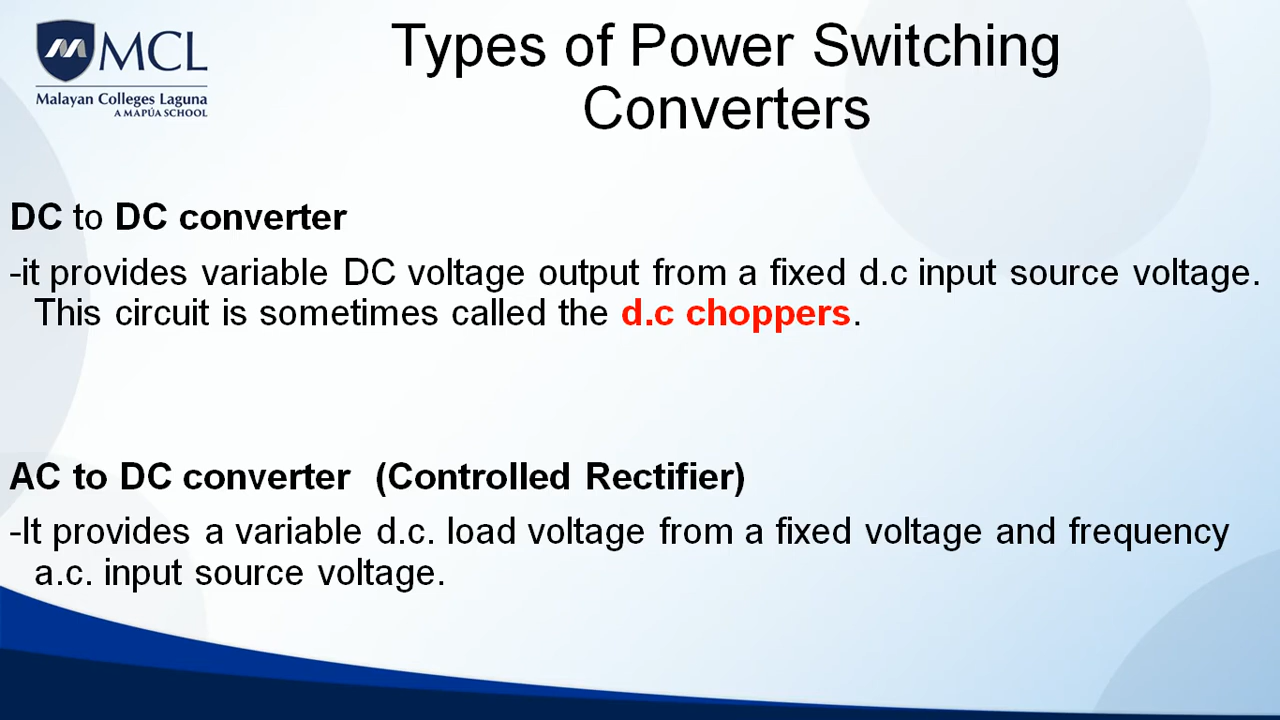 MCL
Malayan Colleges Laguna
A MAPÚA SCHOOL
Types of Power Switching
Converters
DC to DC converter
-it provides variable DC voltage output from a fixed d.c input source voltage.
This circuit is sometimes called the d.c choppers.
AC to DC converter (Controlled Rectifier)
-It provides a variable d.c. load voltage from a fixed voltage and frequency
a.c. input source voltage.